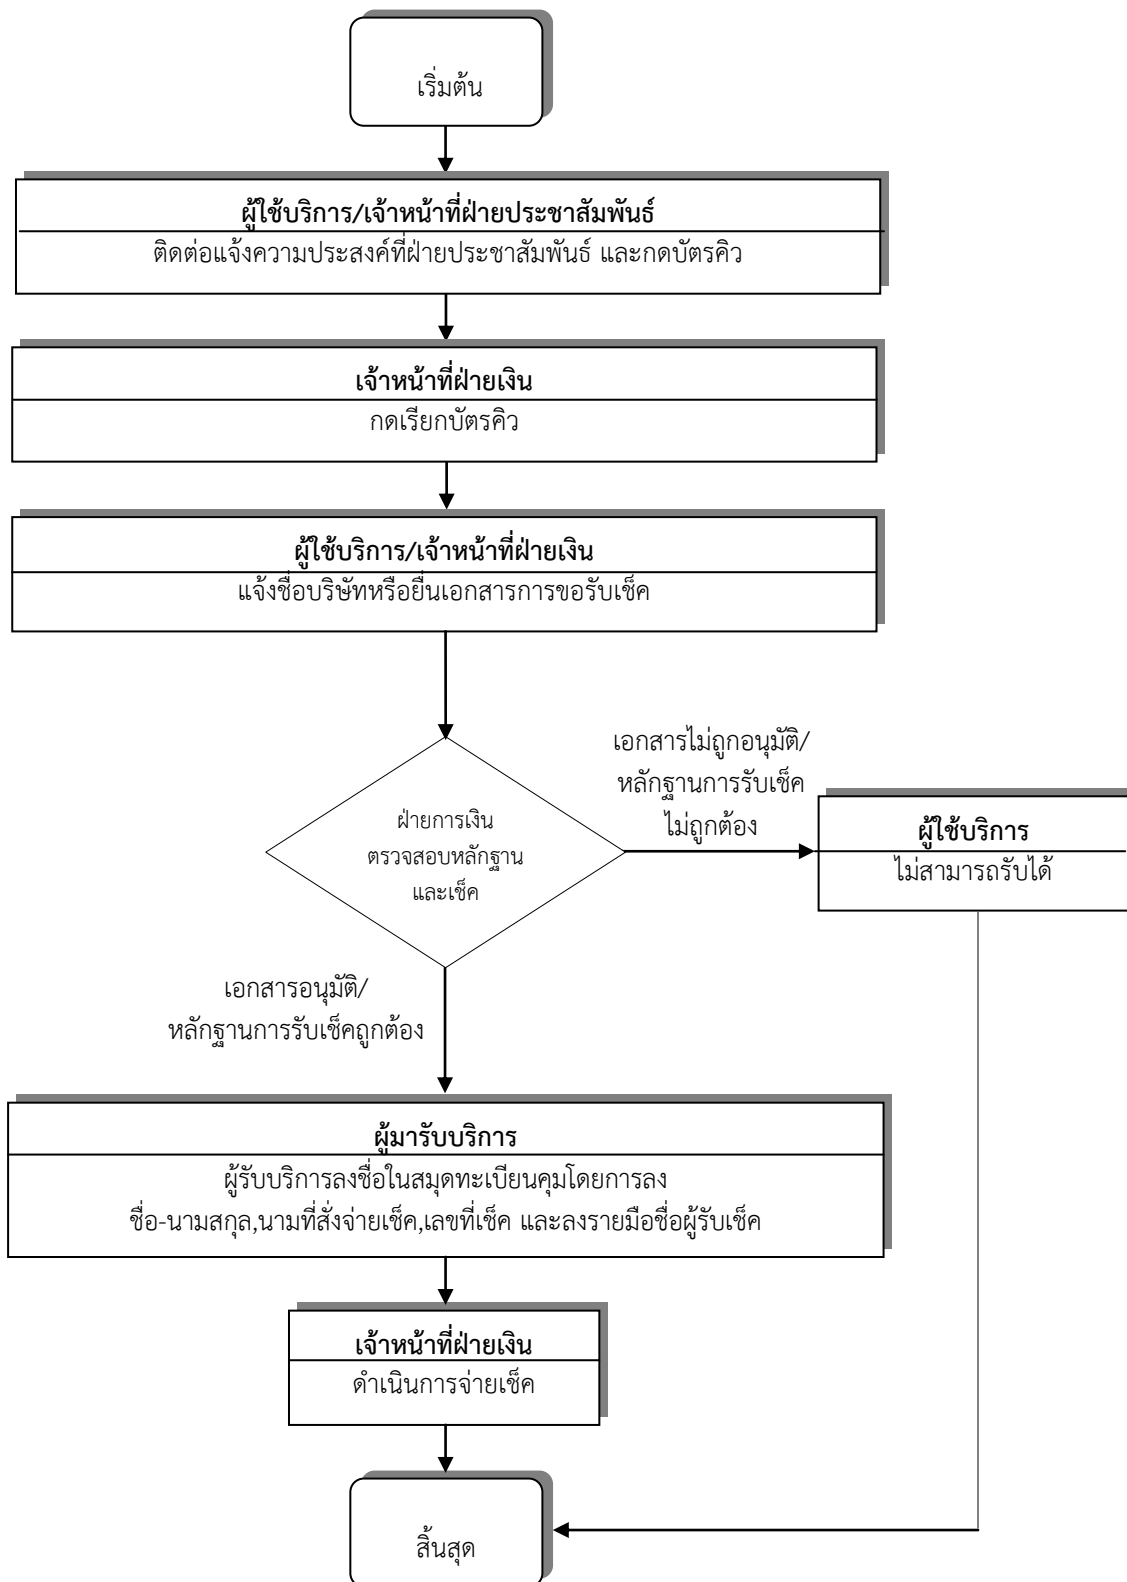 เริ่มต้น
ผู้ใช้บริการ/เจ้าหน้าที่ฝ่ายประชาสัมพันธ์
ติดต่อแจ้งความประสงค์ที่ฝ่ายประชาสัมพันธ์ และกดบัตรคิว
เจ้าหน้าที่ฝ่ายเงิน
กดเรียกบัตรคิว
ผู้ใช้บริการ/เจ้าหน้าที่ฝ่ายเงิน
แจ้งชื่อบริษัทหรือยื่นเอกสารการขอรับเช็ค
เอกสารไม่ถูกอนุมัติ/
หลักฐานการรับเช็ค
ไม่ถูกต้อง
ฝ่ายการเงิน
ตรวจสอบหลักฐาน
และเช็ค
ผู้ใช้บริการ
ไม่สามารถรับได้
เอกสารอนุมัติ/
หลักฐานการรับเช็คถูกต้อง
ผู้มารับบริการ
ผู้รับบริการลงชื่อในสมุดทะเบียนคุมโดยการลง
ชื่อ-นามสกุล,นามที่สั่งจ่ายเช็ค,เลขที่เช็ค และลงรายมือชื่อผู้รับเช็ค
เจ้าหน้าที่ฝ่ายเงิน
ดำเนินการจ่ายเช็ค
สิ้นสุด